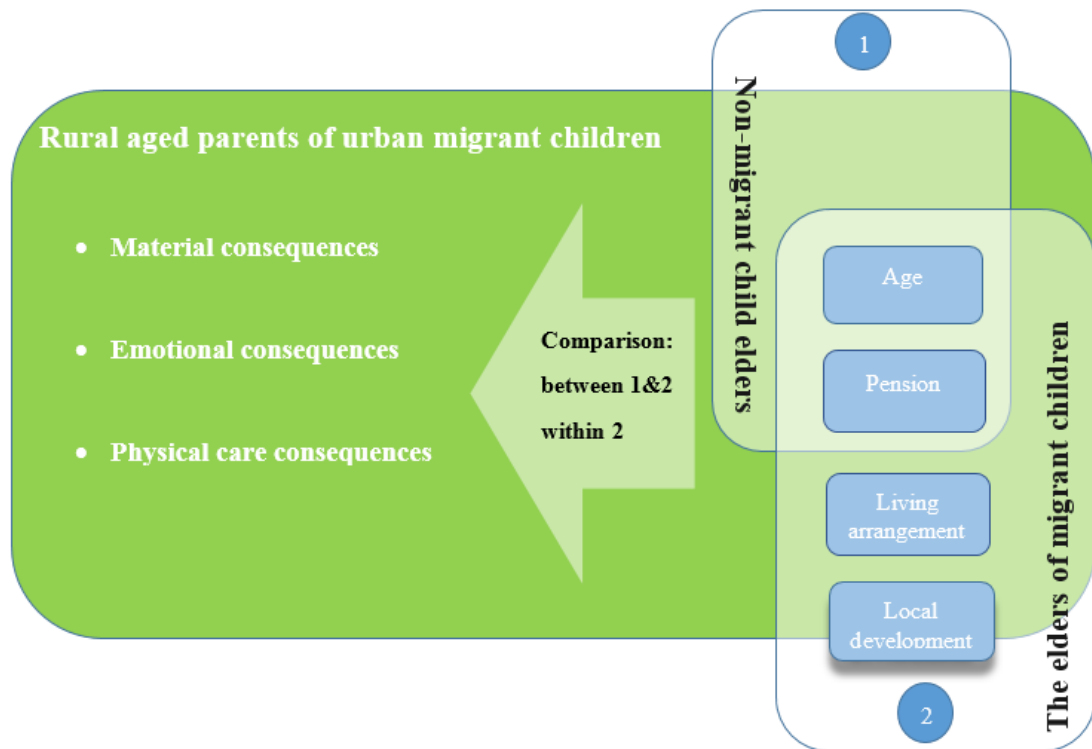 1
Non-migrant child elders
Rural aged parents of urban migrant children
• Material consequences
• Emotional consequences
• Physical care consequences
Comparison:
between 1&2
within 2
Age
Pension
Living
arrangement
Local
development
The elders of migrant children
2